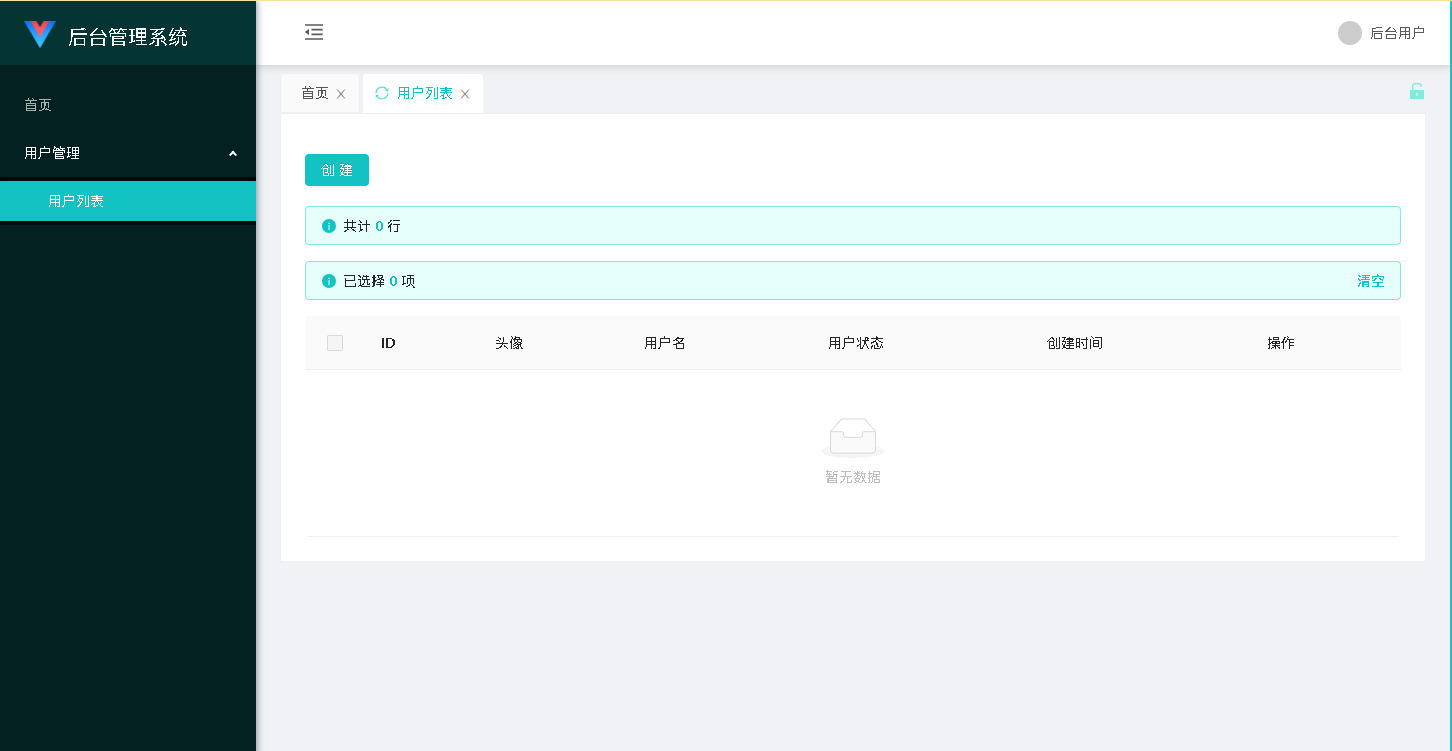 后台管理系统
后台用户
首页
用户管理
用户列表
首页
用户列表
创 建
共计 0 行
已选择 0 项
清空
ID 头像 用户名 用户状态 创建时间 操作
暂无数据